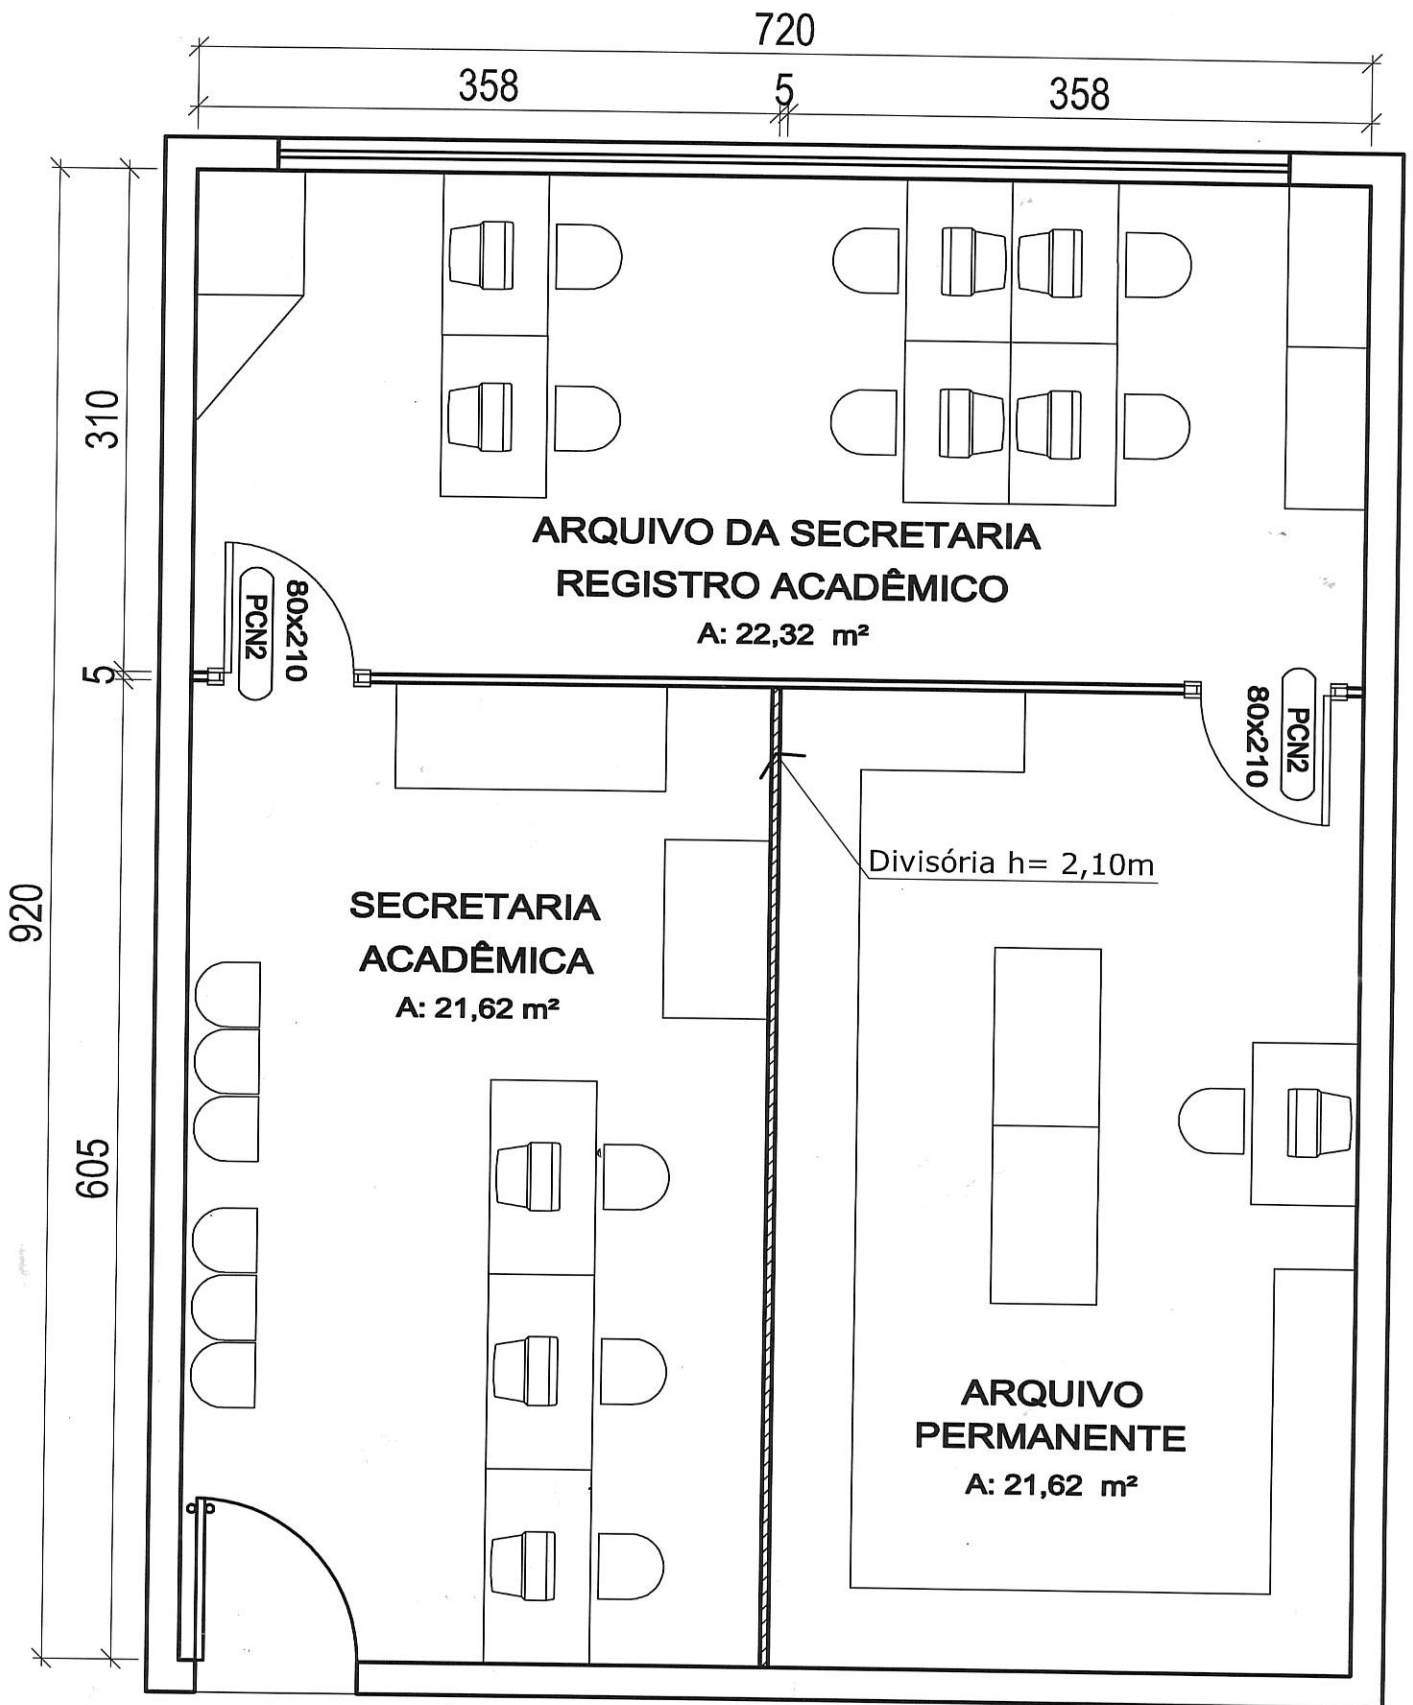 720
358
5
358
310
5
920
605
ARQUIVO DA SECRETARIA
REGISTRO ACADÊMICO
A: 22,32 m²
80x210
PCN2
PCN2
80x210
Divisória h= 2,10m
SECRETARIA
ACADÊMICA
A: 21,62 m²
ARQUIVO
PERMANENTE
A: 21,62 m²